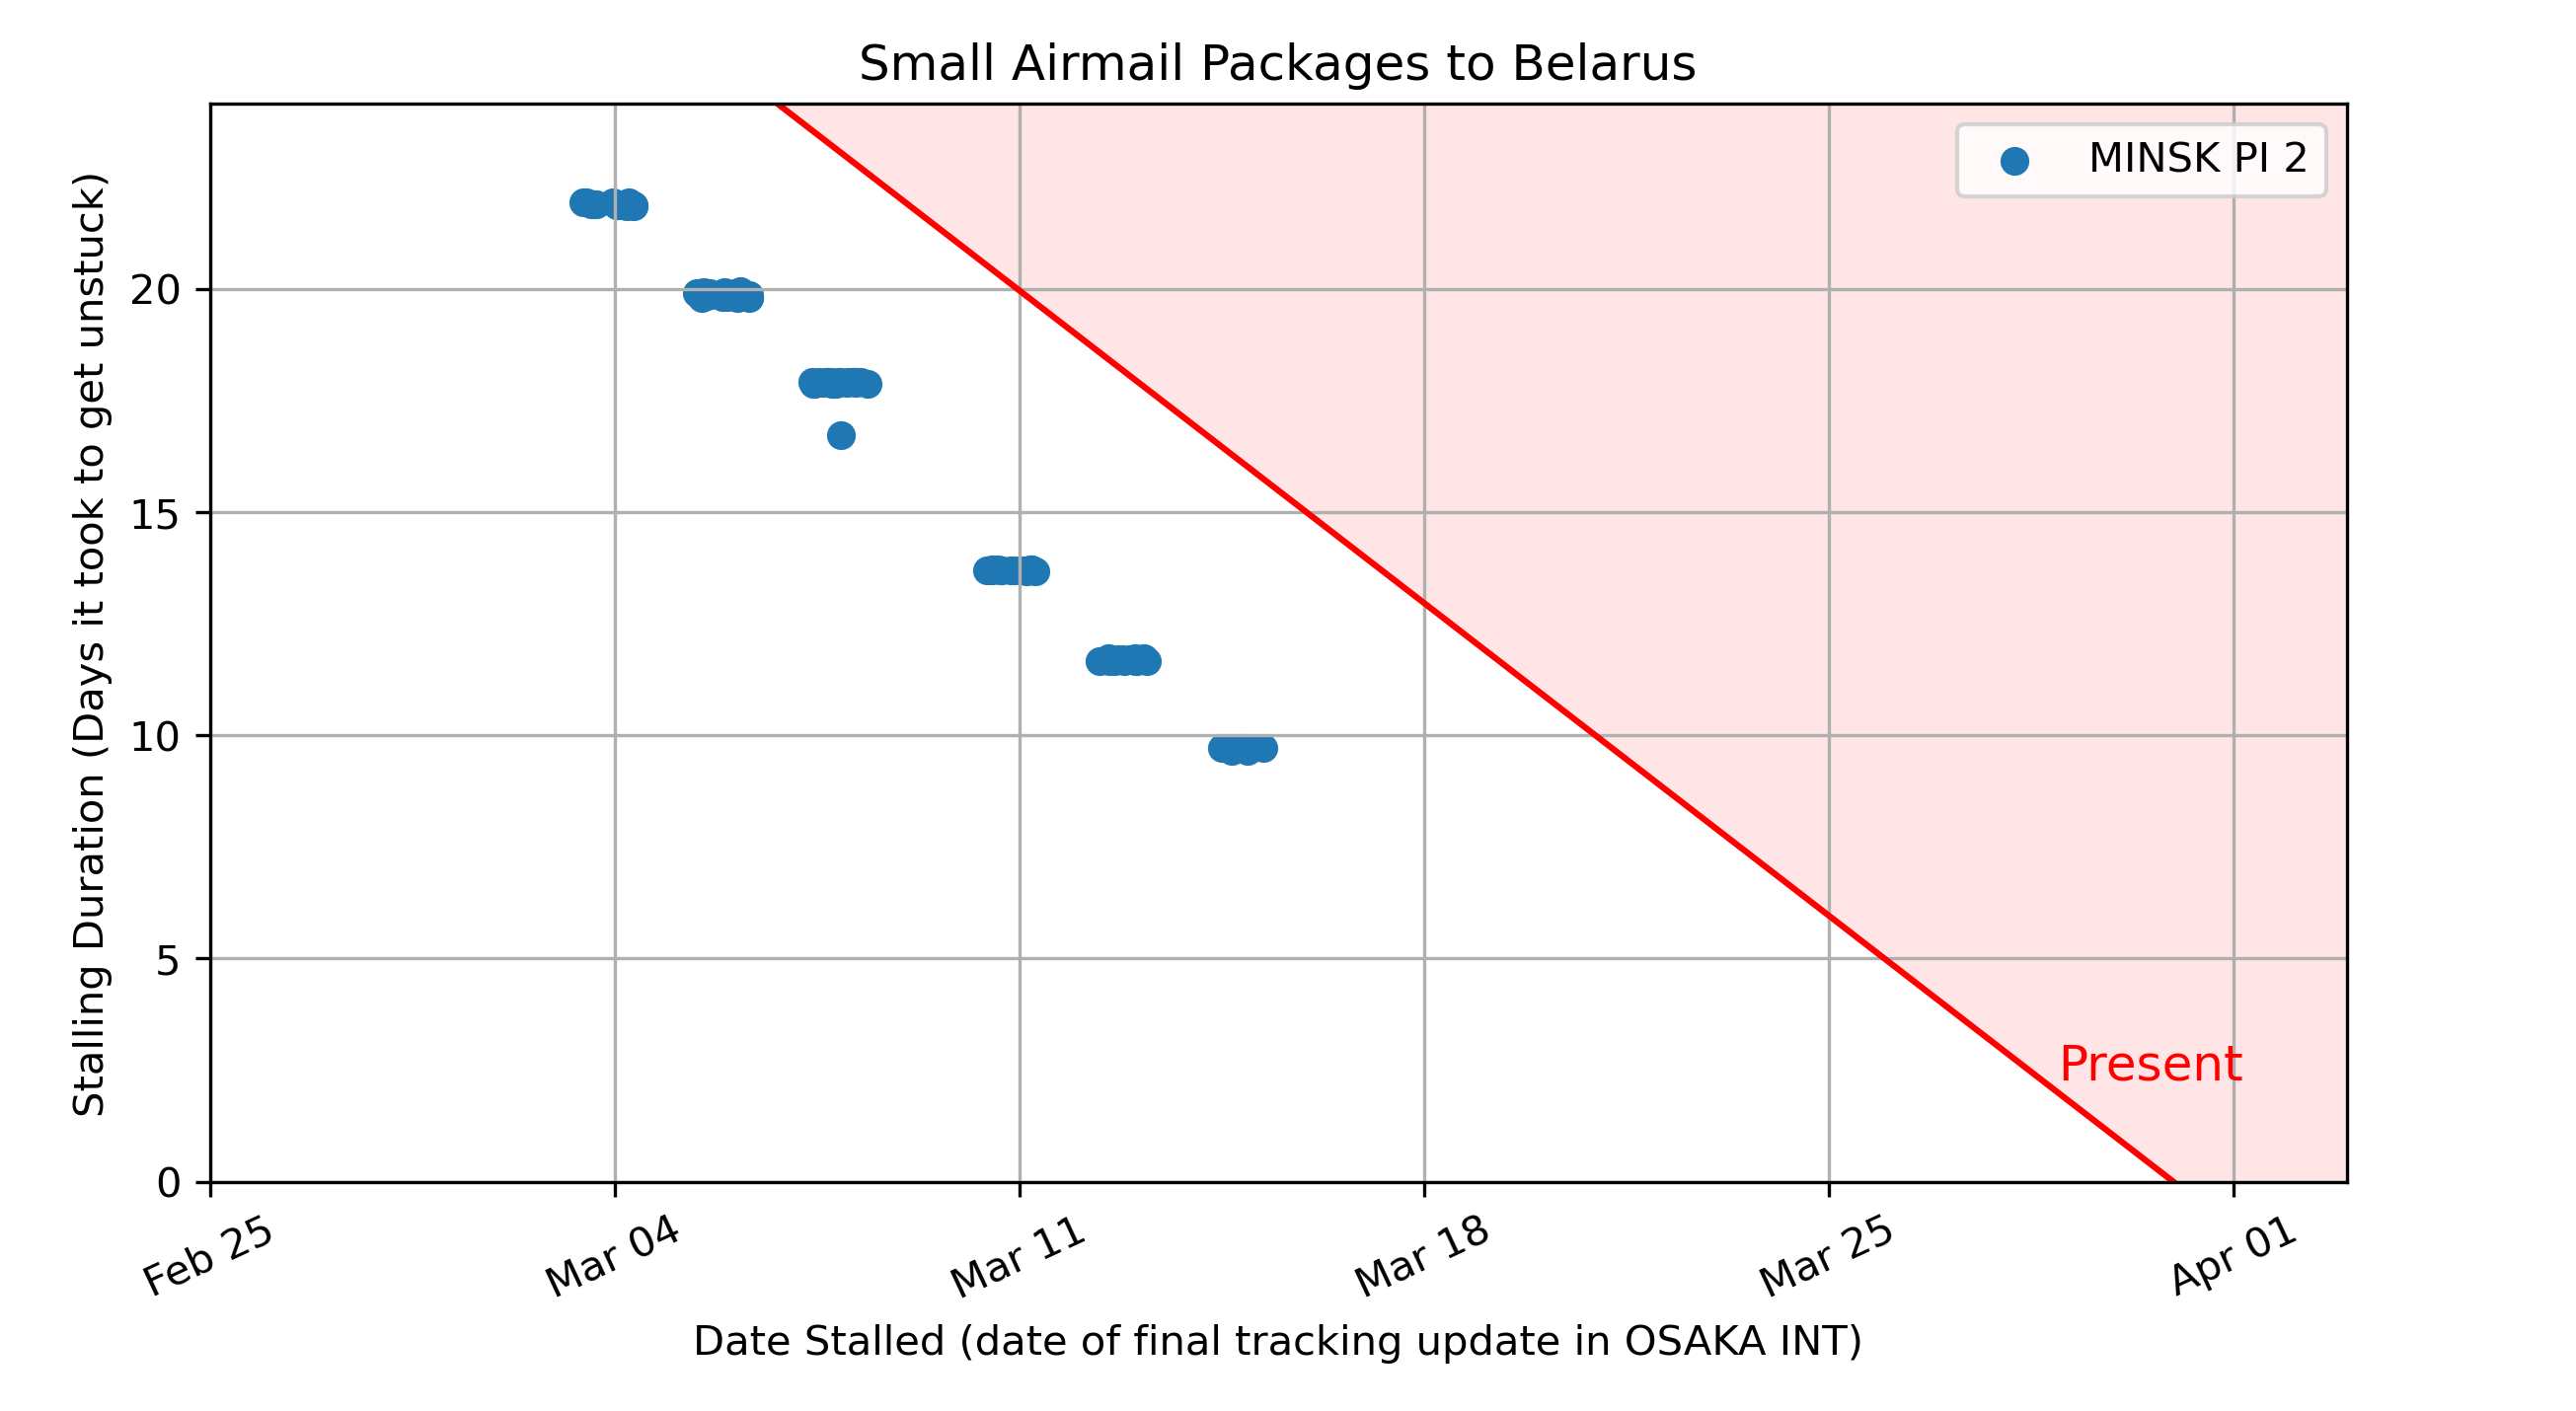 Small Airmail Packages to Belarus
MINSK PI 2
Stalling Duration (Days it took to get unstuck)
20
15
10
5
0
Present
Feb 25
Mar 04
Mar 11
Mar 18
Mar 25
Apr 01
Date Stalled (date of final tracking update in OSAKA INT)